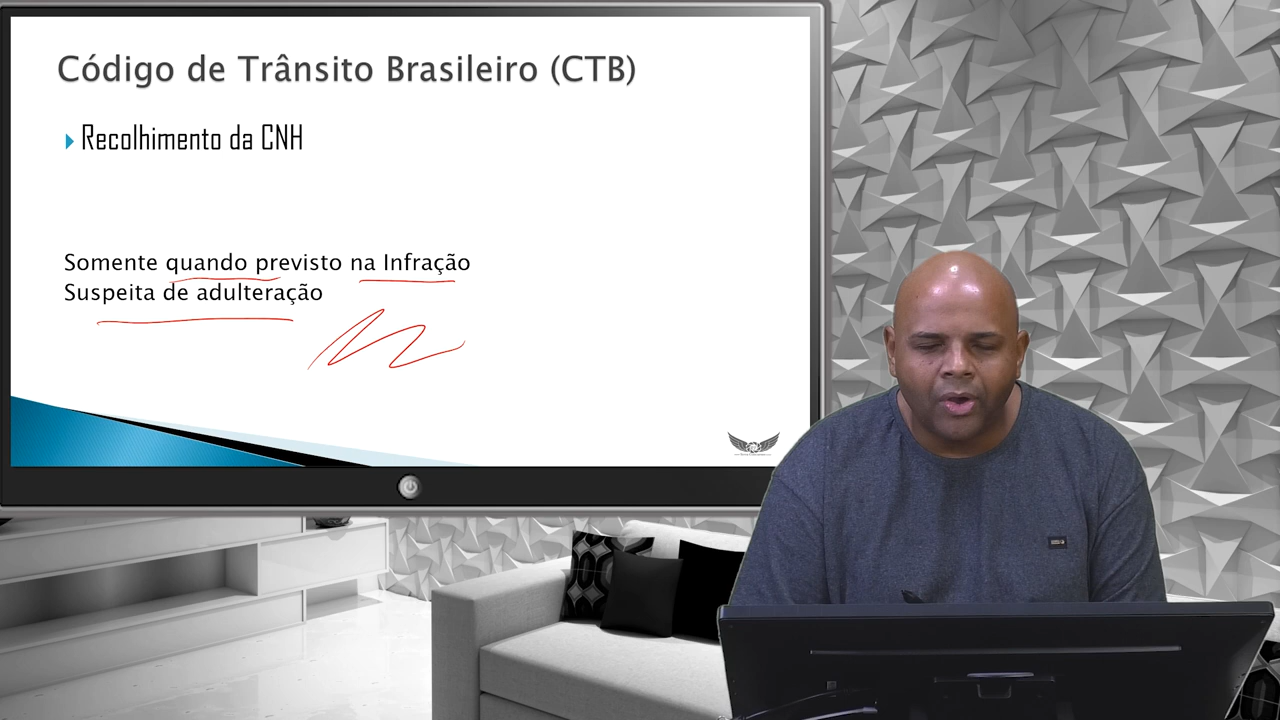 Código de Trânsito Brasileiro (CTB)
Recolhimento da CNH
Somente quando previsto na Infração
Suspeita de adulteração